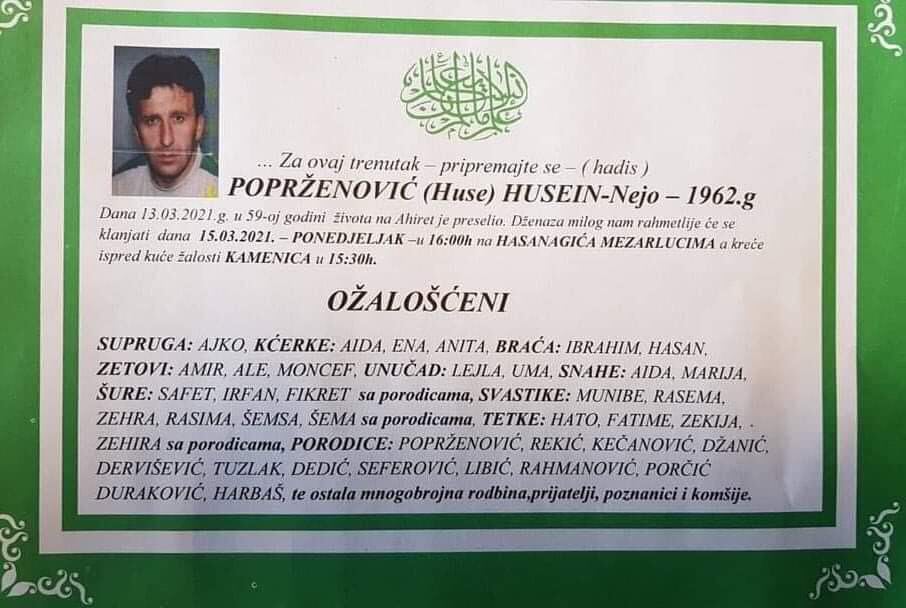 ... Za ovaj trenutak – pripremajte se – ( hadis )
POPRŽENOVIĆ (Huse) HUSEIN-Nejo – 1962.g
Dana 13.03.2021.g. u 59-oj godini života na Ahiret je preselio. Dženaza milog nam rahmetlije će se
klanjati dana 15.03.2021. – PONEDJELJAK –u 16:00h na HASANAGIĆA MEZARLUCIMA a kreće
ispred kuće žalosti KAMENICA u 15:30h.
OŽALOŠĆENI
SUPRUGA: AJKO, KĆERKE: AIDA, ENA, ANITA, BRAĆA: IBRAHIM, HASAN,
ZETOVI: AMIR, ALE, MONCEF, UNUČAD: LEJLA, UMA, SNAHE: AIDA, MARIJA,
ŠURE: SAFET, IRFAN, FIKRET sa porodicama, SVASTIKE: MUNIBE, RASEMA,
ZEHRA, RASIMA, ŠEMSA, ŠEMA sa porodicama, TETKE: HATO, FATIME, ZEKIJA, .
ZEHIRA sa porodicama, PORODICE: POPRŽENOVIĆ, REKIĆ, KEČANOVIĆ, DŽANIĆ,
DERVIŠEVIĆ, TUZLAK, DEDIĆ, SEFEROVIĆ, LIBIĆ, RAHMANOVIĆ, PORČIĆ
DURAKOVIĆ, HARBAŠ, te ostala mnogobrojna rodbina,prijatelji, poznanici i komšije.